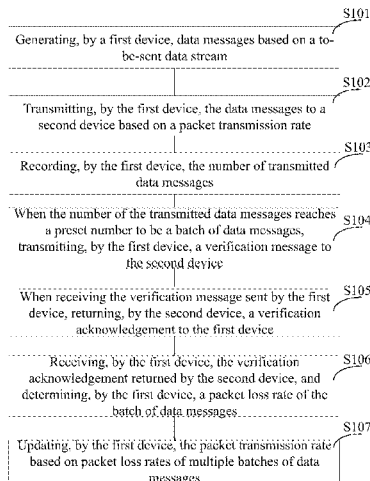 S101
Generating, by a first device, data messages based on a to-
be-sent data stream
S102
Transmitting, by the first device, the data messages to a
second device based on a packet transmission rate
S103
Recording, by the first device, the number of transmitted
data messages
When the number of the transmitted data messages reaches
a preset number to be a batch of data messages,
transmitting, by the first device, a verification message to
the second device
S104
When receiving the verification message sent by the first
device, returning, by the second device, a verification
acknowledgement to the first device
S105
Receiving, by the first device, the verification
acknowledgement returned by the second device, and
determining, by the first device, a packet loss rate of the
batch of data messages
S106
S107
Updating, by the first device, the packet transmission rate
based on packet loss rates of multiple batches of data
messages